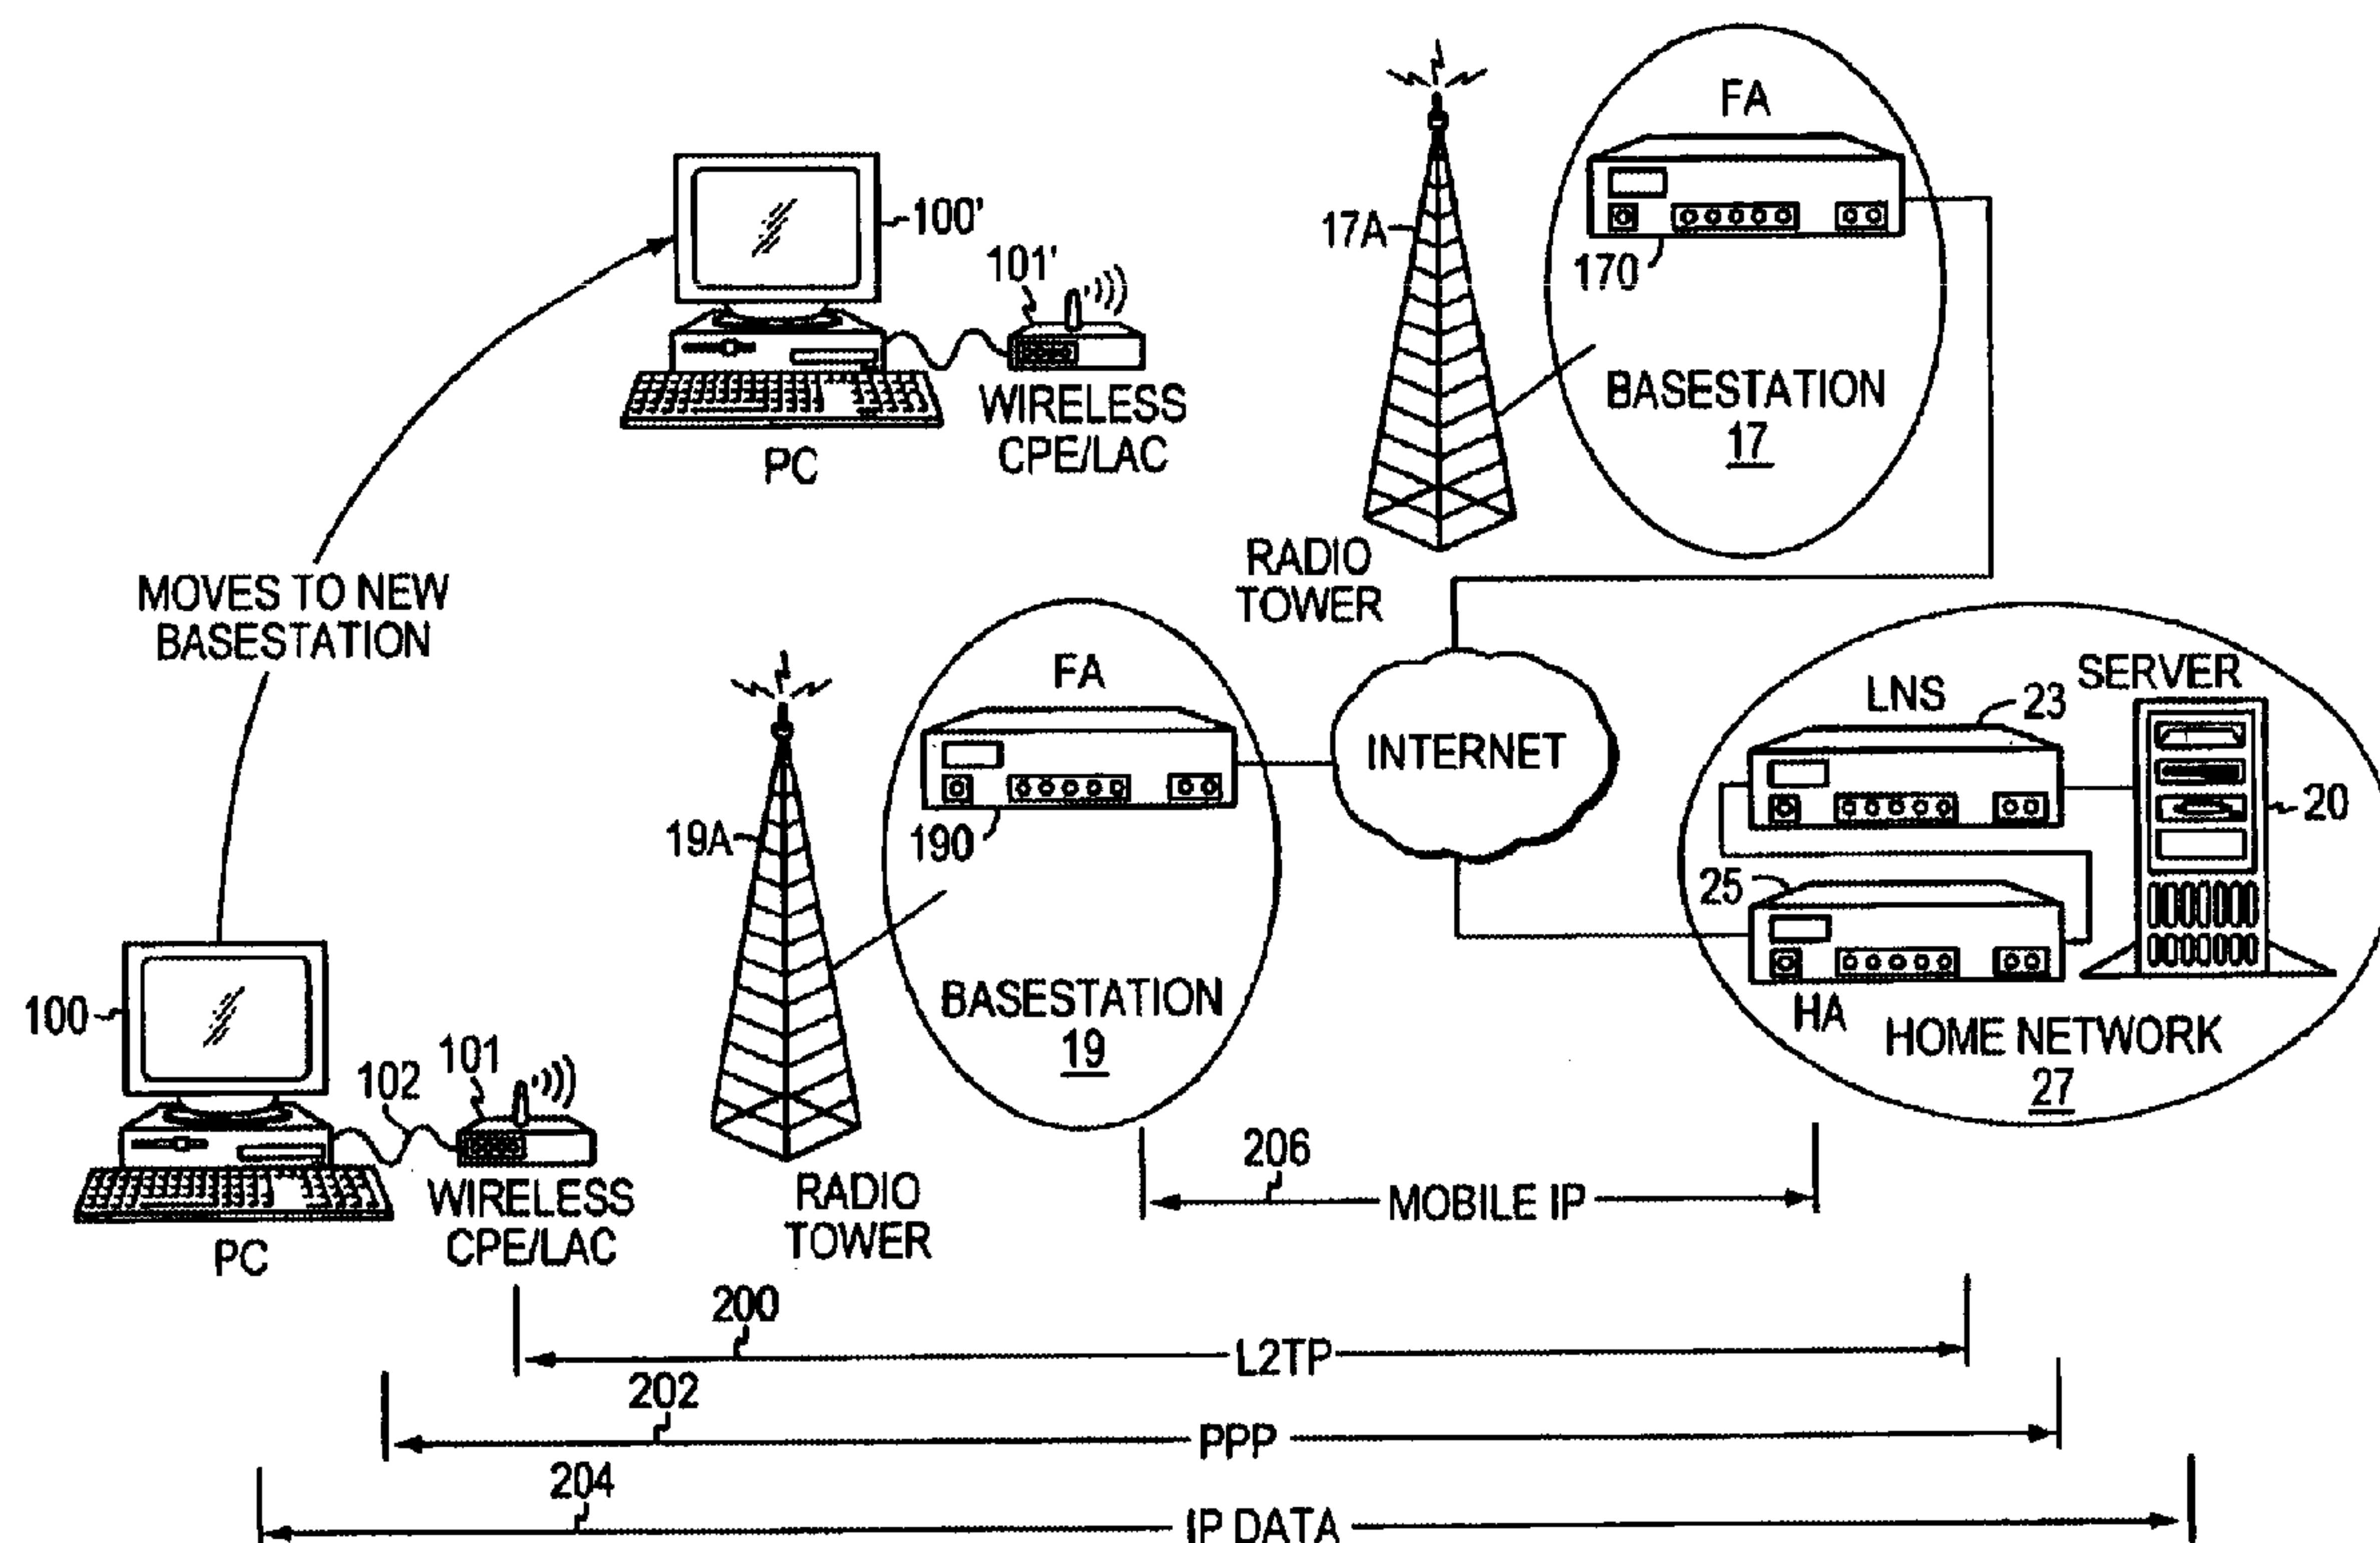 FA
100'
17A
101'
170
WIRELESS
CPE/LAC
PC
BASESTATION
17
RADIO
TOWER
MOVES TO NEW
BASESTATION
FA
SERVER
LNS
23
INTERNET
20
19A
190
25
BASESTATION
19
HA
HOME NETWORK
27
100
102
101
WIRELESS
CPE/LAC
PC
RADIO
TOWER
206
MOBILE IP
200
L2TP
202
PPP
204
IP DATA